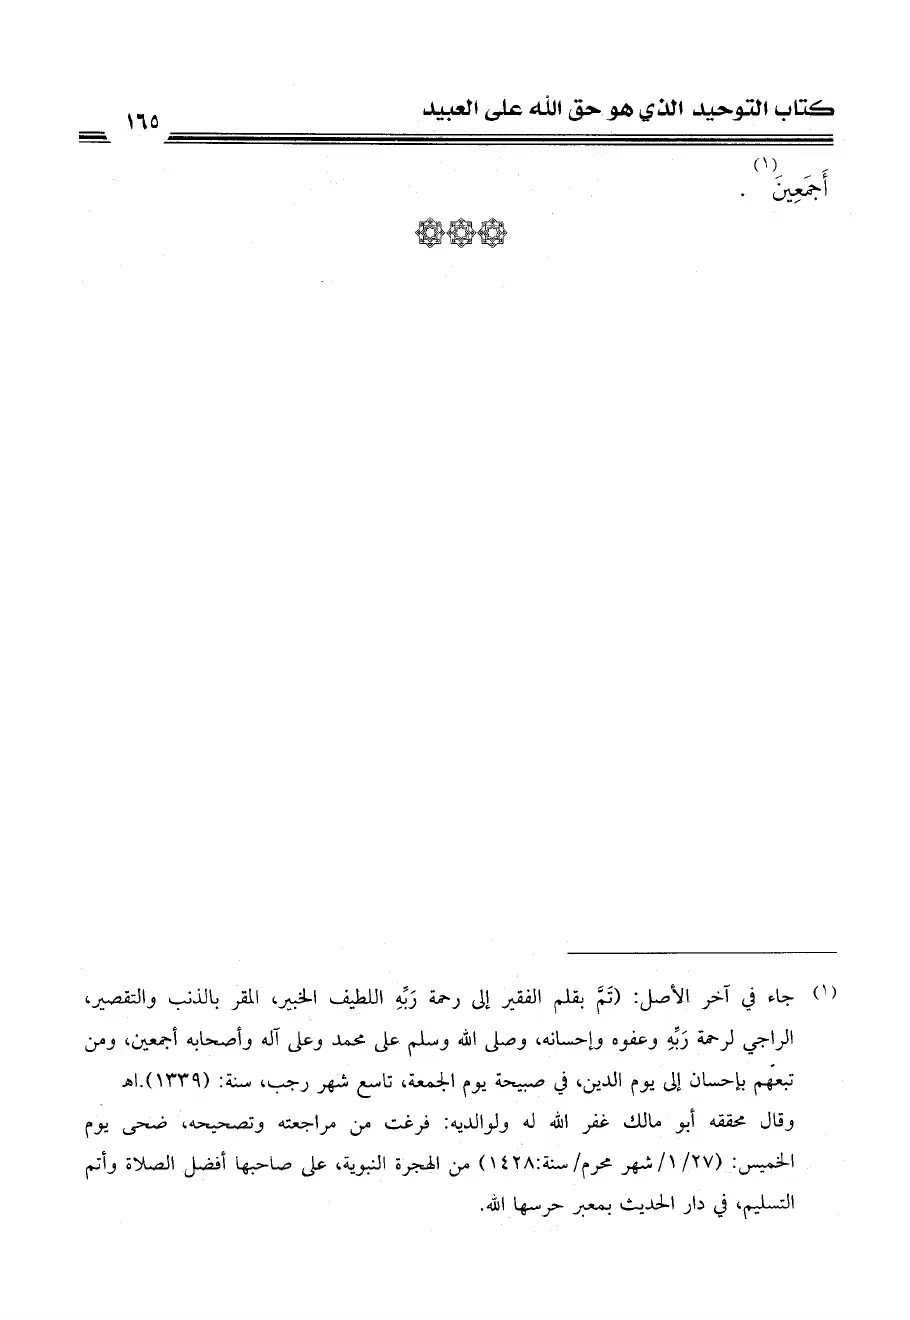 كتاب التوحيد الذي هو حق الله على العبيد
١٦٥
أَجمَعِينَ (١) .
(١) جاء في آخر الأصل: (تَمَّ بقلم الفقير إلى رحمة رَبِّهِ اللطيف الخبير، المقر بالذنب والتقصير،
الراجي لرحمة رَبِّهِ وعفوه وإحسانه، وصلى الله وسلم على محمد وعلى آله وأصحابه أجمعين، ومن
تبعهم بإحسان إلى يوم الدين، في صبيحة يوم الجمعة، تاسع شهر رجب، سنة: (١٣٣٩).اهـ
وقال محققه أبو مالك غفر الله له ولوالديه: فرغت من مراجعته وتصحيحه، ضحى يوم
الخميس: (٢٧/ ١/ شهر محرم/ سنة:١٤٢٨) من الهجرة النبوية، على صاحبها أفضل الصلاة وأتم
التسليم، في دار الحديث بمعبر حرسها الله.